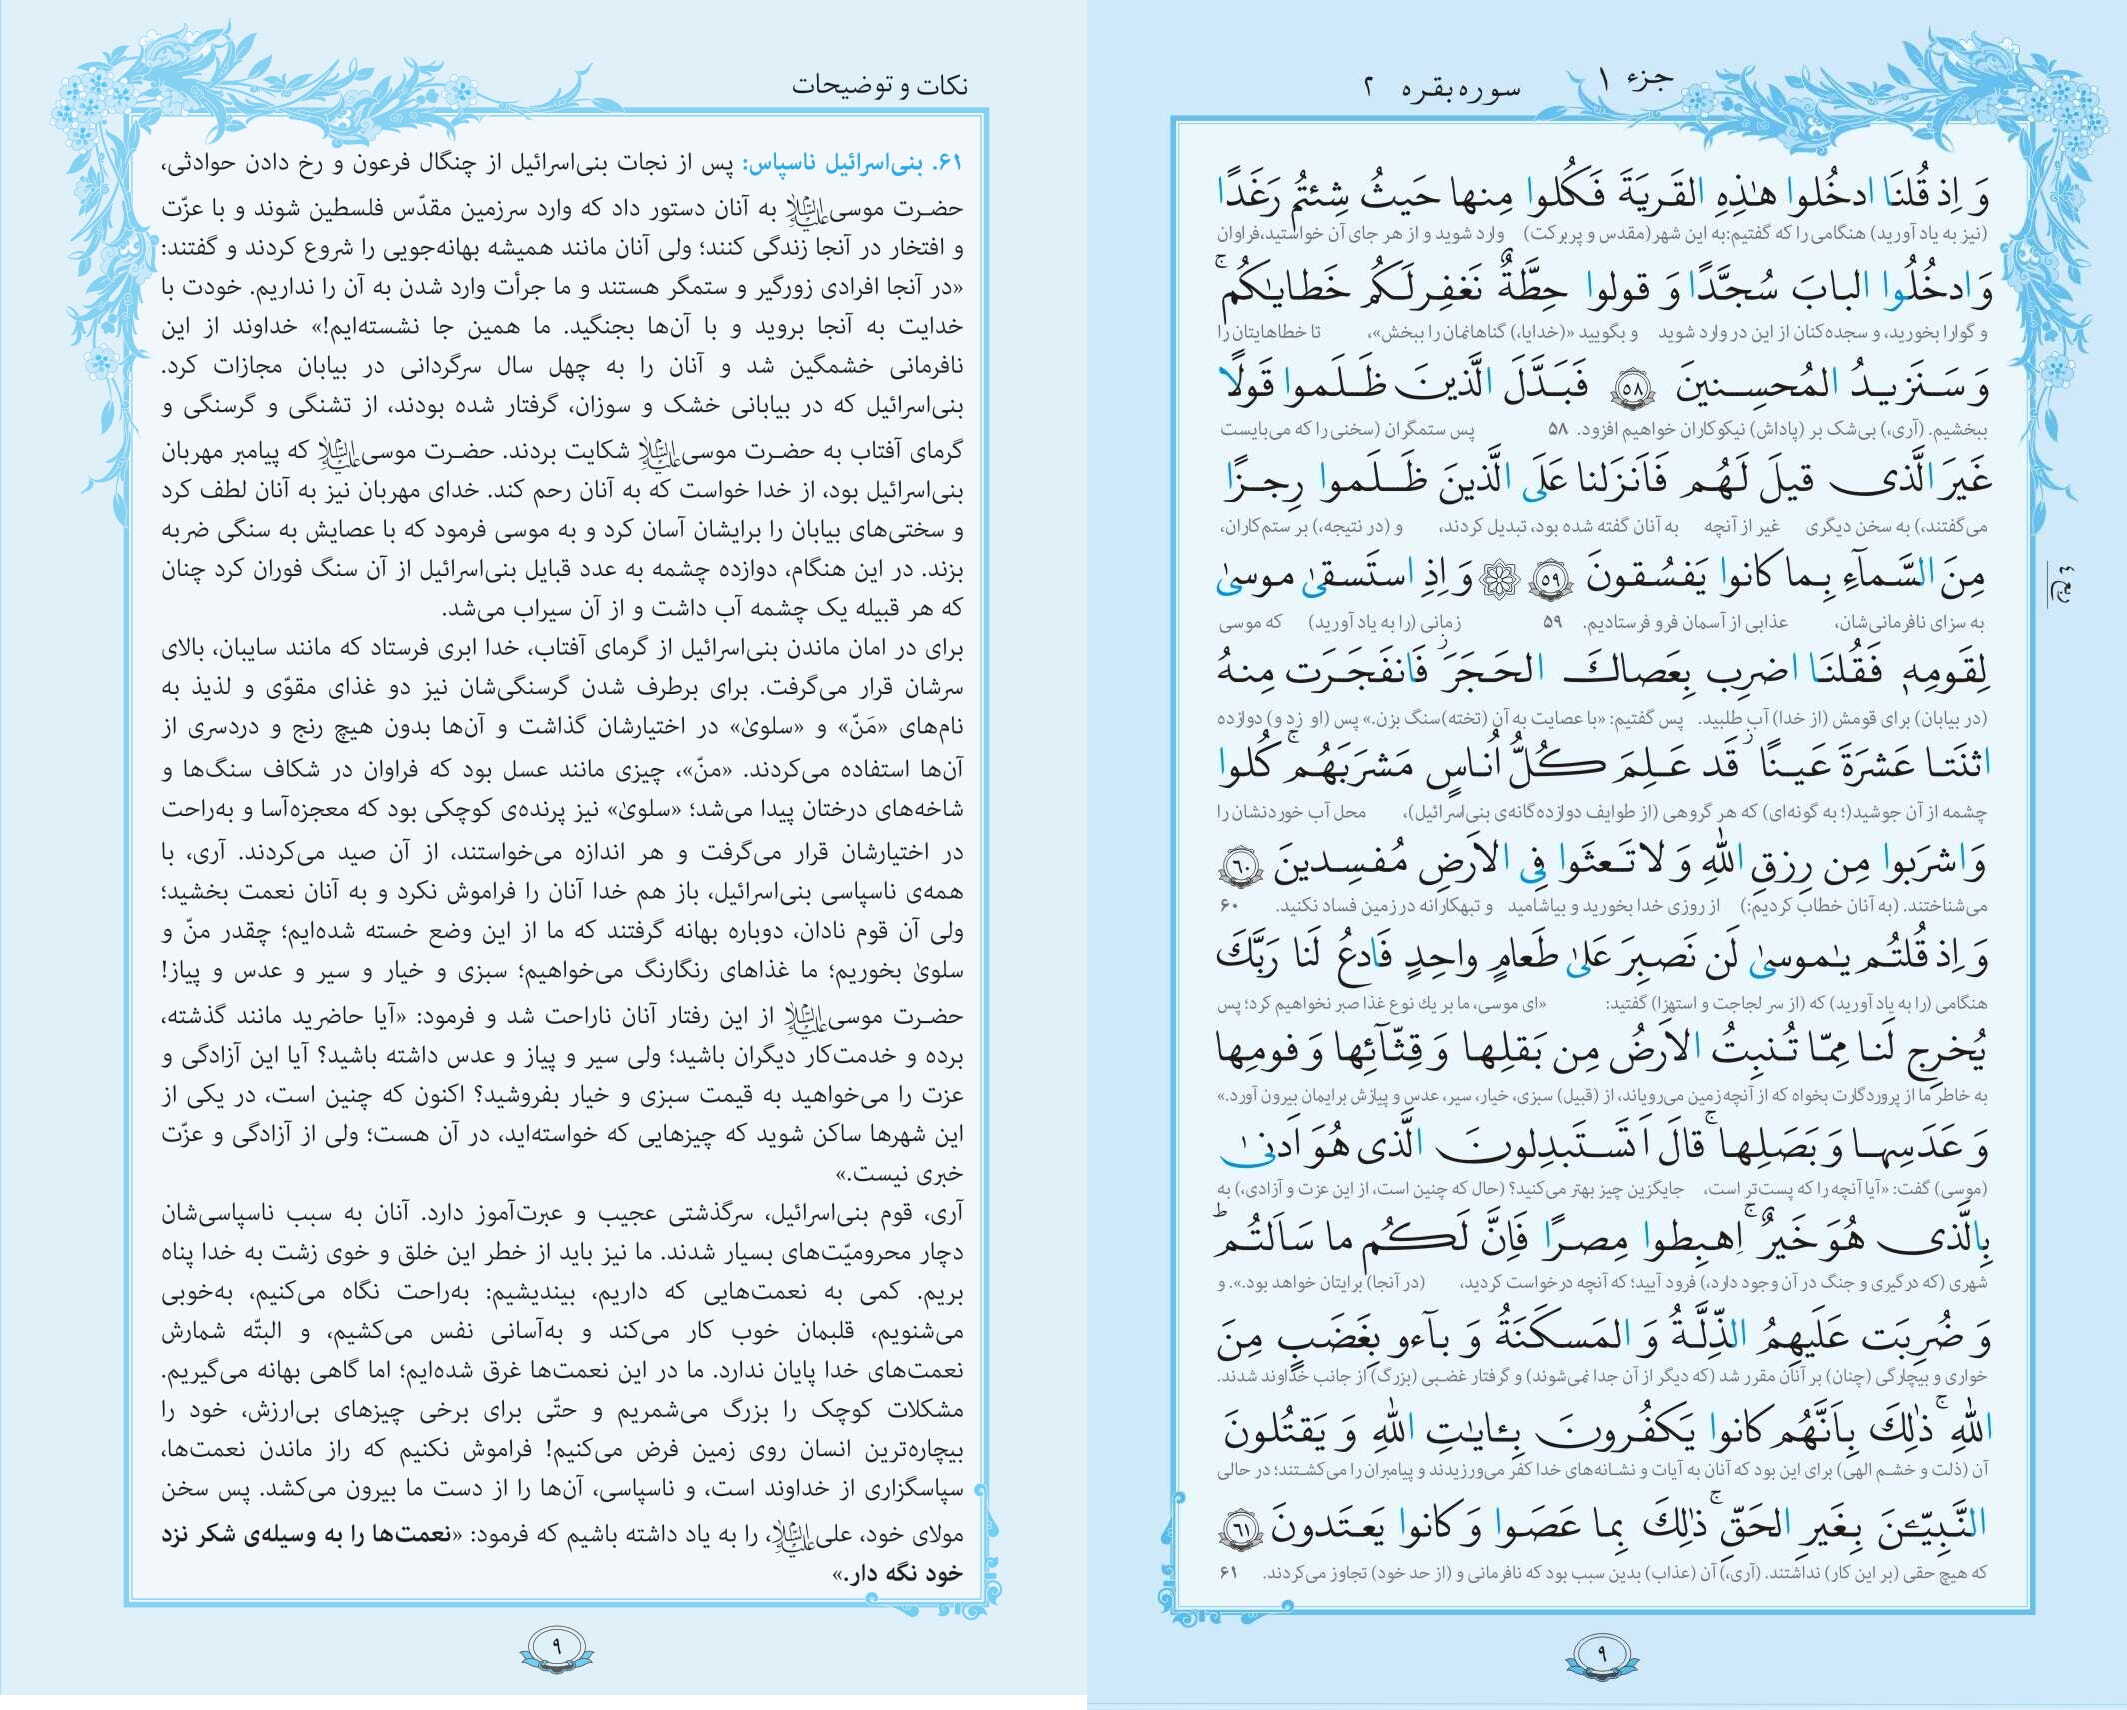 جزء ۱
سوره بقره ۲
وَ اِذ قُلنَا ادخُلوا هـٰذِهِ القَریَةَ فَکُلوا مِنها حَیثُ شِئتُم رَغَدًا
(نیز به یاد آورید) هنگامی را که گفتیم:به این شهر(مقدس و پربرکت) وارد شوید و از هر جای آن خواستید،فراوان
وَادخُلُوا البابَ سُجَّدًا وَ قولوا حِطَّةٌ نَغفِرلَکُم خَطایـٰکُمۚ
و گوارا بخورید، و سجده‌کنان از این در وارد شوید و بگویید «(خدایا،) گناهانمان را ببخش»، تا خطاهایتان را
وَ سَنَزیدُ المُحسِنینَ ﴿۵۸﴾ فَبَدَّلَ الَّذینَ ظَلَموا قَولًا
ببخشیم. (آری،) بی‌شک بر (پاداش) نیکوکاران خواهیم افزود. ۵۸ پس ستمگران (سخنی را که می‌بایست
غَیرَ الَّذی قیلَ لَهُم فَاَنزَلنا عَلَی الَّذینَ ظَلَموا رِجزًا
می‌گفتند،) به سخن دیگری غیر از آنچه به آنان گفته شده بود، تبدیل کردند، و (در نتیجه،) بر ستم‌کاران،
مِنَ السَّمآءِ بِما کانوا یَفسُقونَ ﴿۵۹﴾ ۞ وَ اِذِ استَسقیٰ موسیٰ
به سزای نافرمانی‌شان، عذابی از آسمان فرو فرستادیم. ۵۹ زمانی (را به یاد آورید) که موسی
ربع ٤
لِقَومِهٖ فَقُلنَا اضرِب بِعَصاكَ الحَجَرَۖ فَانفَجَرَت مِنهُ
(در بیابان) برای قومش (از خدا) آب طلبید. پس گفتیم: «با عصایت به آن (تخته)سنگ بزن.» پس (او زد و) دوازده
اثنَتا عَشرَةَ عَینًاۖ قَد عَلِمَ کُلُّ اُناسٍ مَشرَبَهُمۚ کُلوا
چشمه از آن جوشید(؛ به گونه‌ای) که هر گروهی (از طوایف دوازده‌گانه‌ی بنی‌اسرائیل)، محل آب خوردنشان را
وَاشرَبوا مِن رِزقِ اللّٰهِ وَ لا تَعثَوا فِی الاَرضِ مُفسِدینَ ﴿۶۰﴾
می‌شناختند. (به آنان خطاب کردیم:) از روزی خدا بخورید و بیاشامید و تبهکارانه در زمین فساد نکنید. ۶۰
وَ اِذ قُلتُم یـٰموسیٰ لَن نَصبِرَ عَلیٰ طَعامٍ واحِدٍ فَادعُ لَنا رَبَّكَ
هنگامی (را به یاد آورید) که (از سر لجاجت و استهزا) گفتید: «ای موسی، ما بر یك نوع غذا صبر نخواهیم کرد؛ پس
یُخرِج لَنا مِمّا تُنبِتُ الاَرضُ مِن بَقلِها وَ قِثّآئِها وَ فومِها
به خاطر ما از پروردگارت بخواه که از آنچه زمین می‌رویاند، از (قبیل) سبزی، خیار، سیر، عدس و پیازش برایمان بیرون آورد.»
وَ عَدَسِها وَ بَصَلِهاۚ قالَ اَتَستَبدِلونَ الَّذی هُوَ اَدنیٰ
(موسی) گفت: «آیا آنچه را که پست‌تر است، جایگزین چیز بهتر می‌کنید؟ (حال که چنین است، از این عزت و آزادی،) به
بِالَّذی هُوَ خَیرٌۚ اِهبِطوا مِصرًا فَاِنَّ لَکُم ما سَاَلتُمؕ
شهری (که درگیری و جنگ در آن وجود دارد،) فرود آیید؛ که آنچه درخواست کردید، (در آنجا) برایتان خواهد بود.». و
وَ ضُرِبَت عَلَیهِمُ الذِّلَّةُ وَ المَسکَنَةُ وَ بآءو بِغَضَبٍ مِنَ
خواری و بیچارگی (چنان) بر آنان مقرر شد (که دیگر از آن جدا نمی‌شوند) و گرفتار غضبی (بزرگ) از جانب خداوند شدند.
اللّٰهِۚ ذٰلِكَ بِاَنَّهُم کانوا یَکفُرونَ بِـٔایـٰتِ اللّٰهِ وَ یَقتُلونَ
آن (ذلت و خشم الهی) برای این بود که آنان به آیات و نشانه‌های خدا کفر می‌ورزیدند و پیامبران را می‌کشتند؛ در حالی
النَّبِیّـۧنَ بِغَیرِ الحَقِّۚ ذٰلِكَ بِما عَصَوا وَ کانوا یَعتَدونَ ﴿۶۱﴾
که هیچ حقی (بر این کار) نداشتند. (آری،) آن (عذاب) بدین سبب بود که نافرمانی و (از حد خود) تجاوز می‌کردند. ۶۱
۹
نکات و توضیحات
۶۱. بنی‌اسرائیل ناسپاس: پس از نجات بنی‌اسرائیل از چنگال فرعون و رخ دادن حوادثی،
حضرت موسی علیه‌السلام به آنان دستور داد که وارد سرزمین مقدّس فلسطین شوند و با عزّت
و افتخار در آنجا زندگی کنند؛ ولی آنان مانند همیشه بهانه‌جویی را شروع کردند و گفتند:
«در آنجا افرادی زورگیر و ستمگر هستند و ما جرأت وارد شدن به آن را نداریم. خودت با
خدایت به آنجا بروید و با آن‌ها بجنگید. ما همین جا نشسته‌ایم!» خداوند از این
نافرمانی خشمگین شد و آنان را به چهل سال سرگردانی در بیابان مجازات کرد.
بنی‌اسرائیل که در بیابانی خشک و سوزان، گرفتار شده بودند، از تشنگی و گرسنگی و
گرمای آفتاب به حضرت موسی علیه‌السلام شکایت بردند. حضرت موسی علیه‌السلام که پیامبر مهربان
بنی‌اسرائیل بود، از خدا خواست که به آنان رحم کند. خدای مهربان نیز به آنان لطف کرد
و سختی‌های بیابان را برایشان آسان کرد و به موسی فرمود که با عصایش به سنگی ضربه
بزند. در این هنگام، دوازده چشمه به عدد قبایل بنی‌اسرائیل از آن سنگ فوران کرد چنان
که هر قبیله یک چشمه آب داشت و از آن سیراب می‌شد.
برای در امان ماندن بنی‌اسرائیل از گرمای آفتاب، خدا ابری فرستاد که مانند سایبان، بالای
سرشان قرار می‌گرفت. برای برطرف شدن گرسنگی‌شان نیز دو غذای مقوّی و لذیذ به
نام‌های «مَنّ» و «سلویٰ» در اختیارشان گذاشت و آن‌ها بدون هیچ رنج و دردسری از
آن‌ها استفاده می‌کردند. «منّ»، چیزی مانند عسل بود که فراوان در شکاف سنگ‌ها و
شاخه‌های درختان پیدا می‌شد؛ «سلویٰ» نیز پرنده‌ی کوچکی بود که معجزه‌آسا و به‌راحت
در اختیارشان قرار می‌گرفت و هر اندازه می‌خواستند، از آن صید می‌کردند. آری، با
همه‌ی ناسپاسی بنی‌اسرائیل، باز هم خدا آنان را فراموش نکرد و به آنان نعمت بخشید؛
ولی آن قوم نادان، دوباره بهانه گرفتند که ما از این وضع خسته شده‌ایم؛ چقدر منّ و
سلویٰ بخوریم؛ ما غذاهای رنگارنگ می‌خواهیم؛ سبزی و خیار و سیر و عدس و پیاز!
حضرت موسی علیه‌السلام از این رفتار آنان ناراحت شد و فرمود: «آیا حاضرید مانند گذشته،
برده و خدمت‌کار دیگران باشید؛ ولی سیر و پیاز و عدس داشته باشید؟ آیا این آزادگی و
عزت را می‌خواهید به قیمت سبزی و خیار بفروشید؟ اکنون که چنین است، در یکی از
این شهرها ساکن شوید که چیزهایی که خواسته‌اید، در آن هست؛ ولی از آزادگی و عزّت
خبری نیست.»
آری، قوم بنی‌اسرائیل، سرگذشتی عجیب و عبرت‌آموز دارد. آنان به سبب ناسپاسی‌شان
دچار محرومیّت‌های بسیار شدند. ما نیز باید از خطر این خلق و خوی زشت به خدا پناه
بریم. کمی به نعمت‌هایی که داریم، بیندیشیم: به‌راحت نگاه می‌کنیم، به‌خوبی
می‌شنویم، قلبمان خوب کار می‌کند و به‌آسانی نفس می‌کشیم، و البتّه شمارش
نعمت‌های خدا پایان ندارد. ما در این نعمت‌ها غرق شده‌ایم؛ اما گاهی بهانه می‌گیریم.
مشکلات کوچک را بزرگ می‌شمریم و حتّی برای برخی چیزهای بی‌ارزش، خود را
بیچاره‌ترین انسان روی زمین فرض می‌کنیم! فراموش نکنیم که راز ماندن نعمت‌ها،
سپاسگزاری از خداوند است، و ناسپاسی، آن‌ها را از دست ما بیرون می‌کشد. پس سخن
مولای خود، علی علیه‌السلام، را به یاد داشته باشیم که فرمود: «نعمت‌ها را به وسیله‌ی شکر نزد
خود نگه دار.»
۹